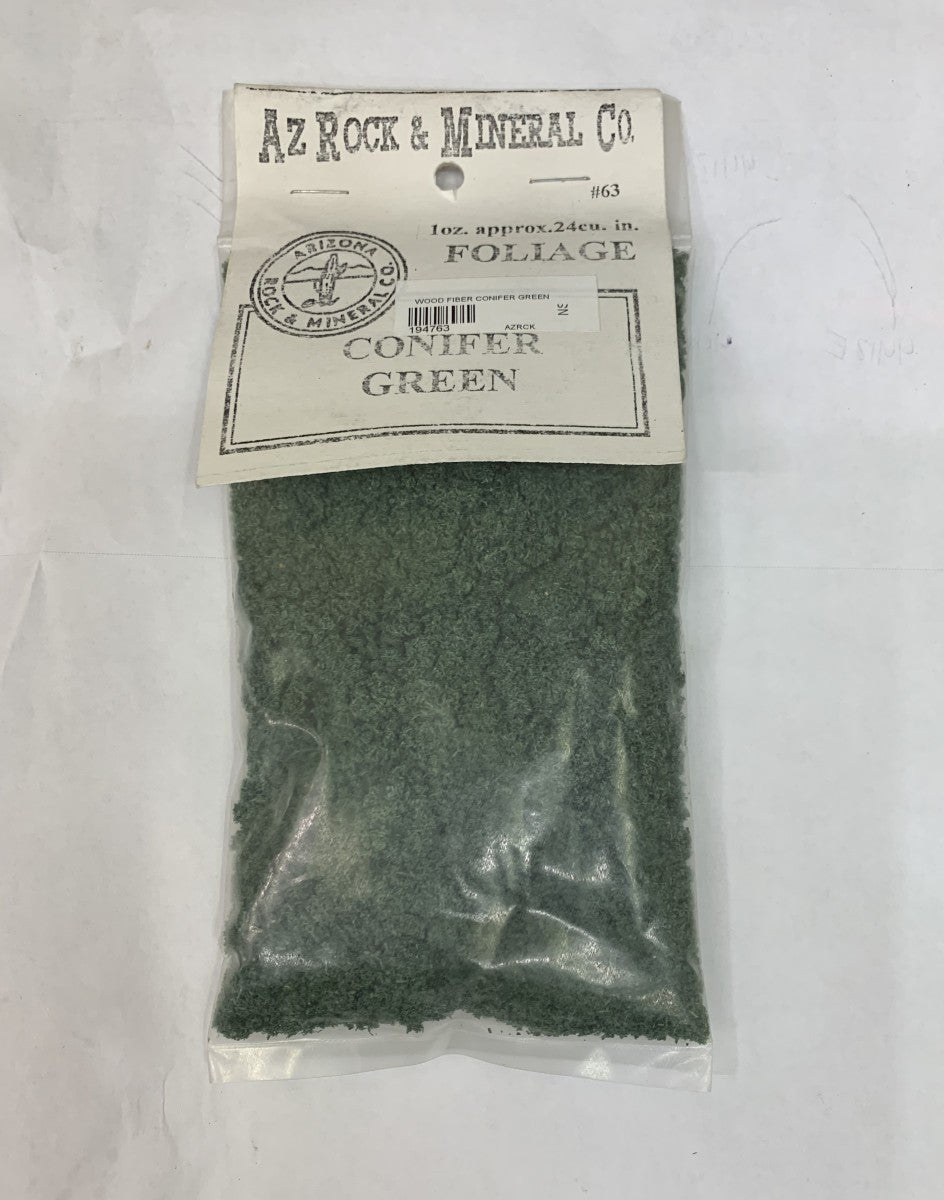 AZ ROCK & MINERAL CO.
#63
1oz. approx.24cu. in.
FOLIAGE
ARIZONA
ROCK & MINERAL CO.
WOOD FIBER CONIFER GREEN
194763
AZRCK
CONIFER
GREEN